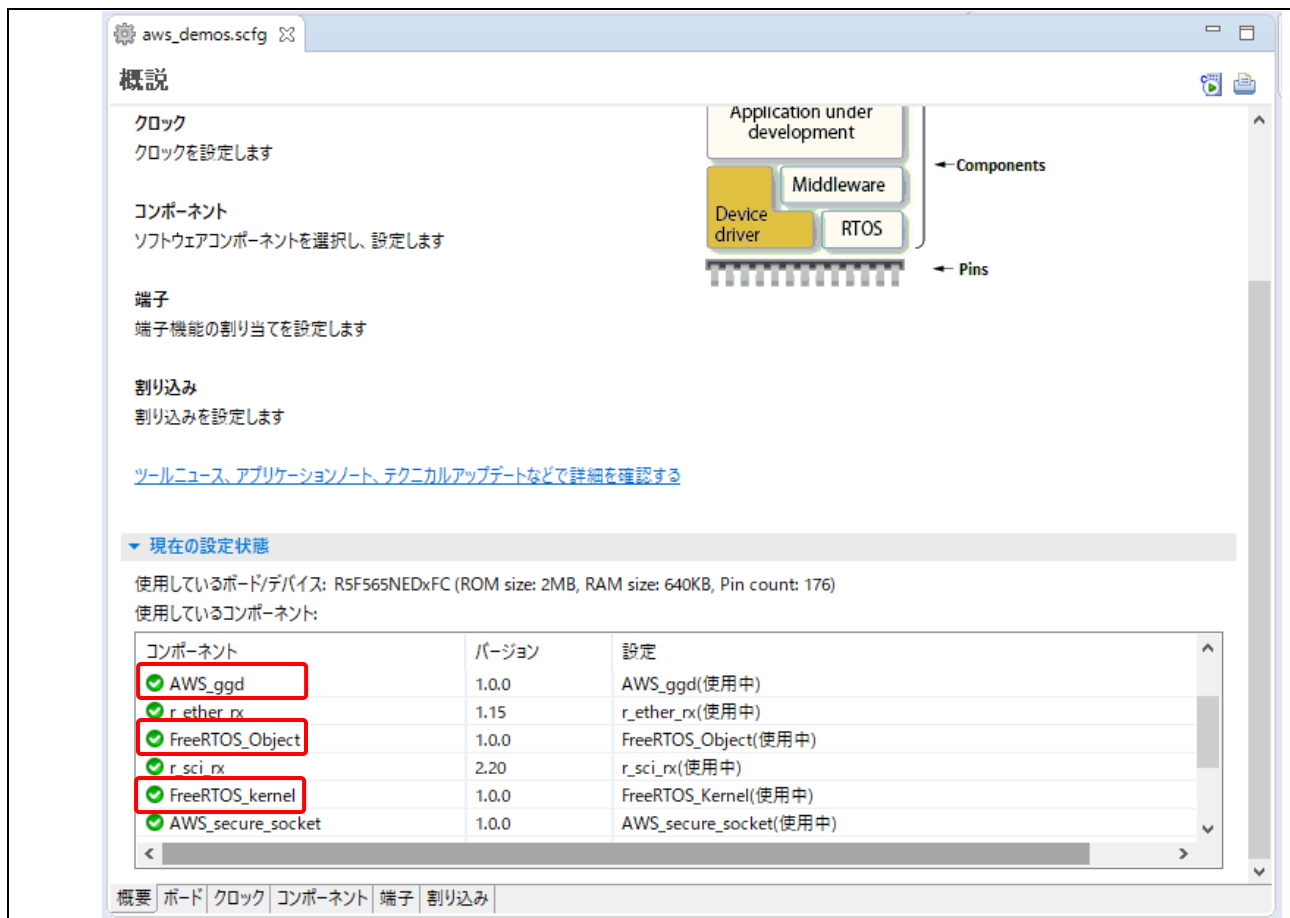 aws_demos.scfg
概説
クロック
クロックを設定します
コンポーネント
ソフトウェアコンポーネントを選択し、設定します
端子
端子機能の割り当てを設定します
割り込み
割り込みを設定します
Application under
development
Components
Middleware
Device
driver
RTOS
Pins
ツールニュース、アプリケーションノート、テクニカルアップデートなどで詳細を確認する
現在の設定状態
使用しているボード/デバイス: R5F565NEDxFC (ROM size: 2MB, RAM size: 640KB, Pin count: 176)
使用しているコンポーネント:
コンポーネント バージョン 設定
AWS_ggd 1.0.0 AWS_ggd(使用中)
r_ether_rx 1.15 r_ether_rx(使用中)
FreeRTOS_Object 1.0.0 FreeRTOS_Object(使用中)
r_sci_rx 2.20 r_sci_rx(使用中)
FreeRTOS_kernel 1.0.0 FreeRTOS_Kernel(使用中)
AWS_secure_socket 1.0.0 AWS_secure_socket(使用中)
概要 ボード クロック コンポーネント 端子 割り込み